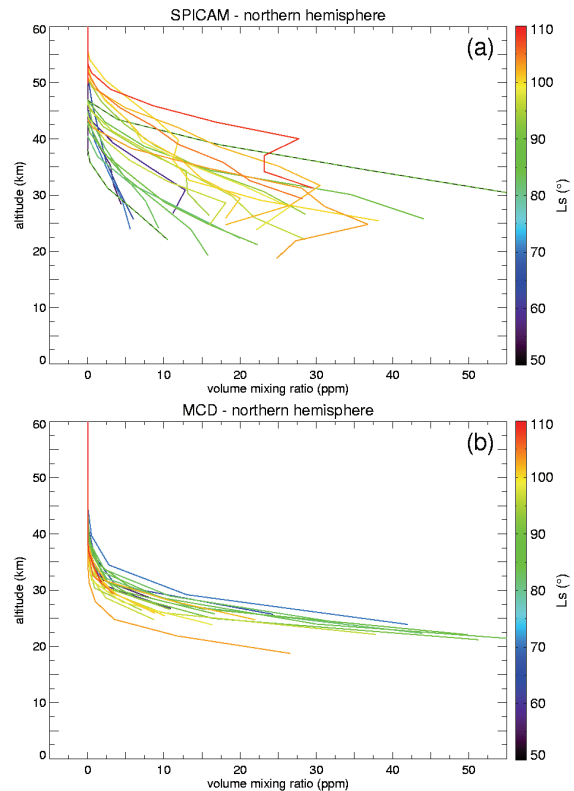 SPICAM - northern hemisphere
(a)
60
50
40
30
20
10
0
altitude (km)
0 10 20 30 40 50
volume mixing ratio (ppm)
110
100
90
80
70
60
50
Ls (°)
MCD - northern hemisphere
(b)
60
50
40
30
20
10
0
altitude (km)
0 10 20 30 40 50
volume mixing ratio (ppm)
110
100
90
80
70
60
50
Ls (°)